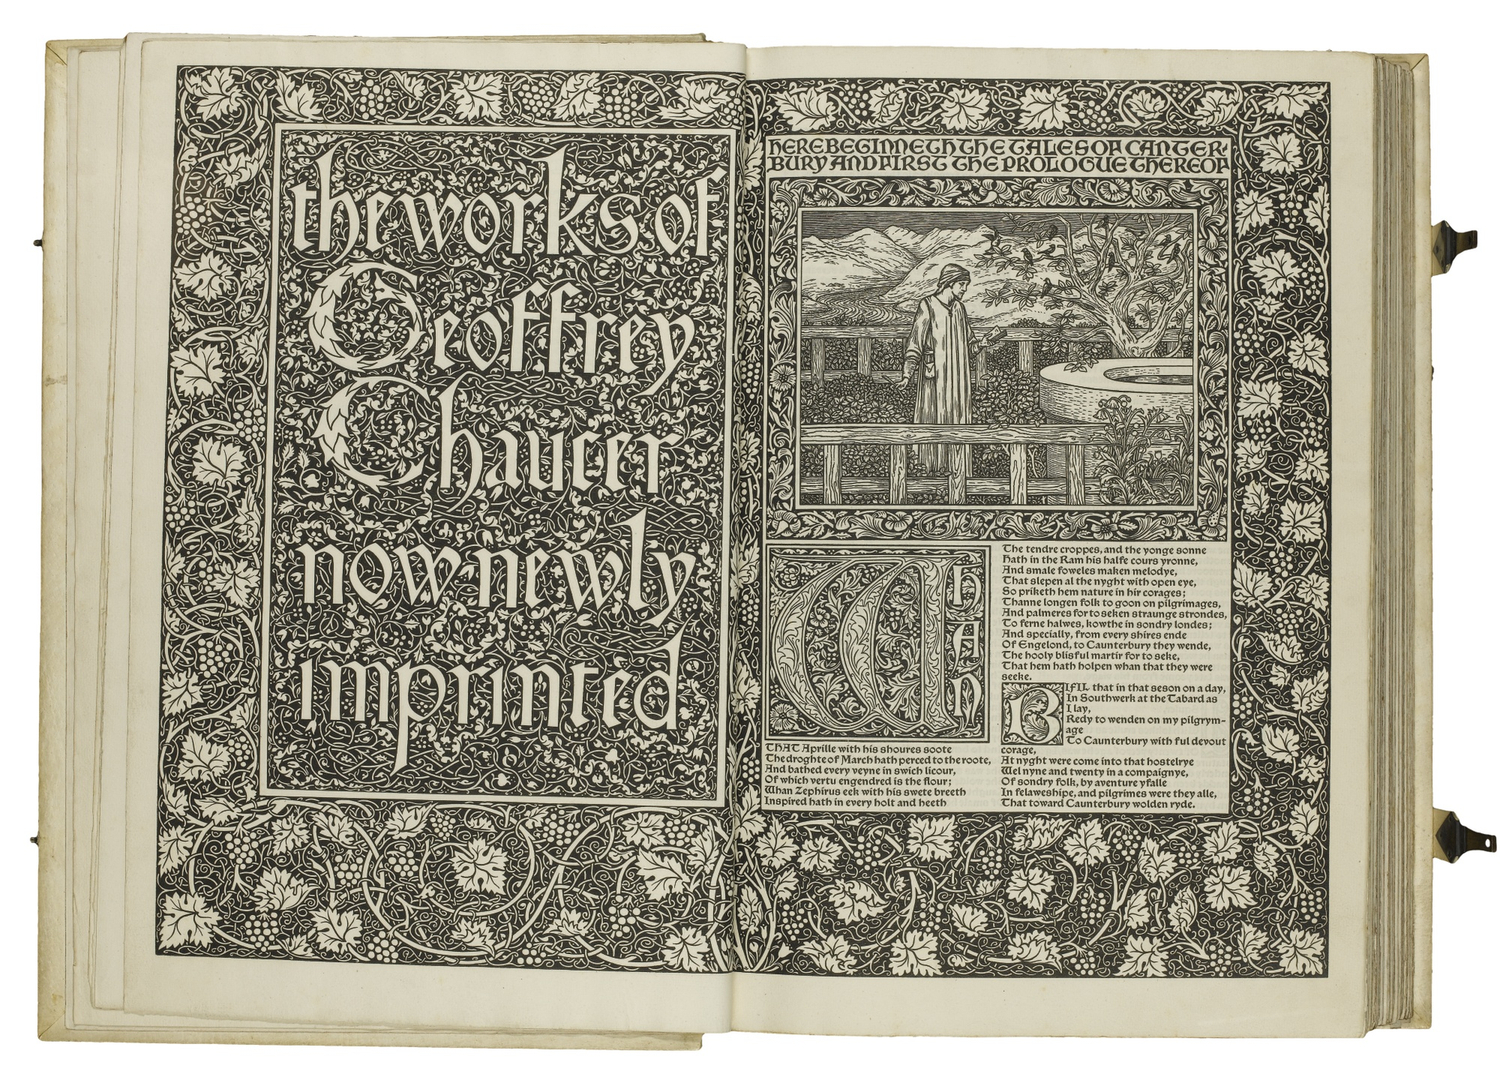 the works of
Geoffrey
Chaucer
now newly
imprinted
HERE BEGINNETH THE TALES OF CANTER-
BURY AND FIRST THE PROLOGUE THEREOF
WHAN
THAT Aprille with his shoures soote
The droghte of March hath perced to the roote,
And bathed every veyne in swich licour,
Of which vertu engendred is the flour;
Whan Zephirus eek with his swete breeth
Inspired hath in every holt and heeth
The tendre croppes, and the yonge sonne
Hath in the Ram his halfe cours yronne,
And smale foweles maken melodye,
That slepen al the nyght with open eye,
So priketh hem nature in hir corages;
Thanne longen folk to goon on pilgrimages,
And palmeres for to seken straunge strondes,
To ferne halwes, kowthe in sondry londes;
And specially, from every shires ende
Of Engelond, to Caunterbury they wende,
The hooly blisful martir for to seke,
That hem hath holpen whan that they were
seeke.
BIFIL that in that seson on a day,
In Southwerk at the Tabard as
I lay,
Redy to wenden on my pilgrym-
age
To Caunterbury with ful devout
corage,
At nyght were come into that hostelrye
Wel nyne and twenty in a compaignye,
Of sondry folk, by aventure yfalle
In felaweshipe, and pilgrimes were they alle,
That toward Caunterbury wolden ryde.